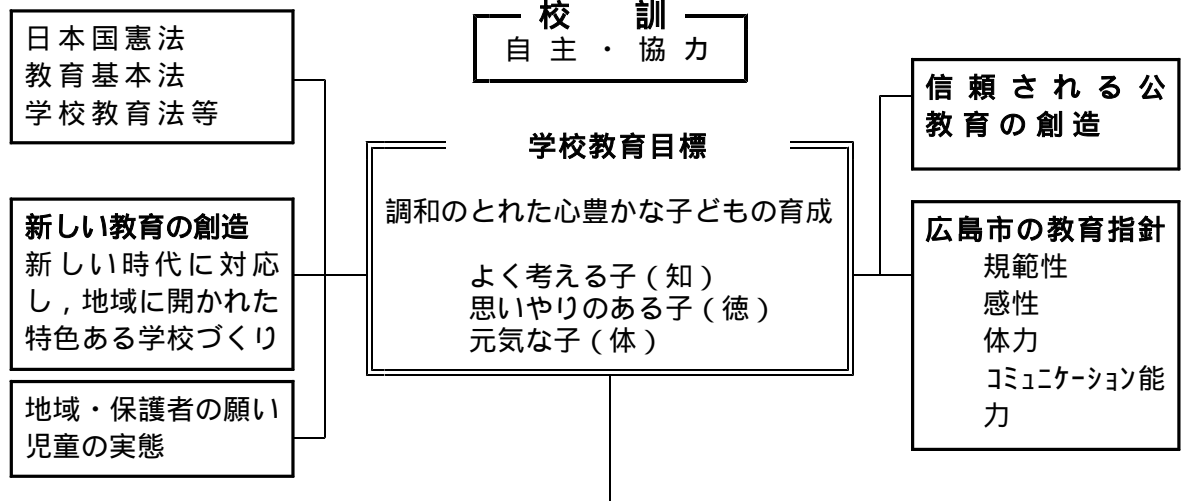 校 訓
自主・協力
日本国憲法
教育基本法
学校教育法等
新しい教育の創造
新しい時代に対応
し，地域に開かれた
特色ある学校づくり
地域・保護者の願い
児童の実態
学校教育目標
調和のとれた心豊かな子どもの育成
よく考える子（知）
思いやりのある子（徳）
元気な子（体）
信頼される公
教育の創造
広島市の教育指針
規範性
感性
体力
ｺﾐｭﾆｹｰｼｮﾝ能
力